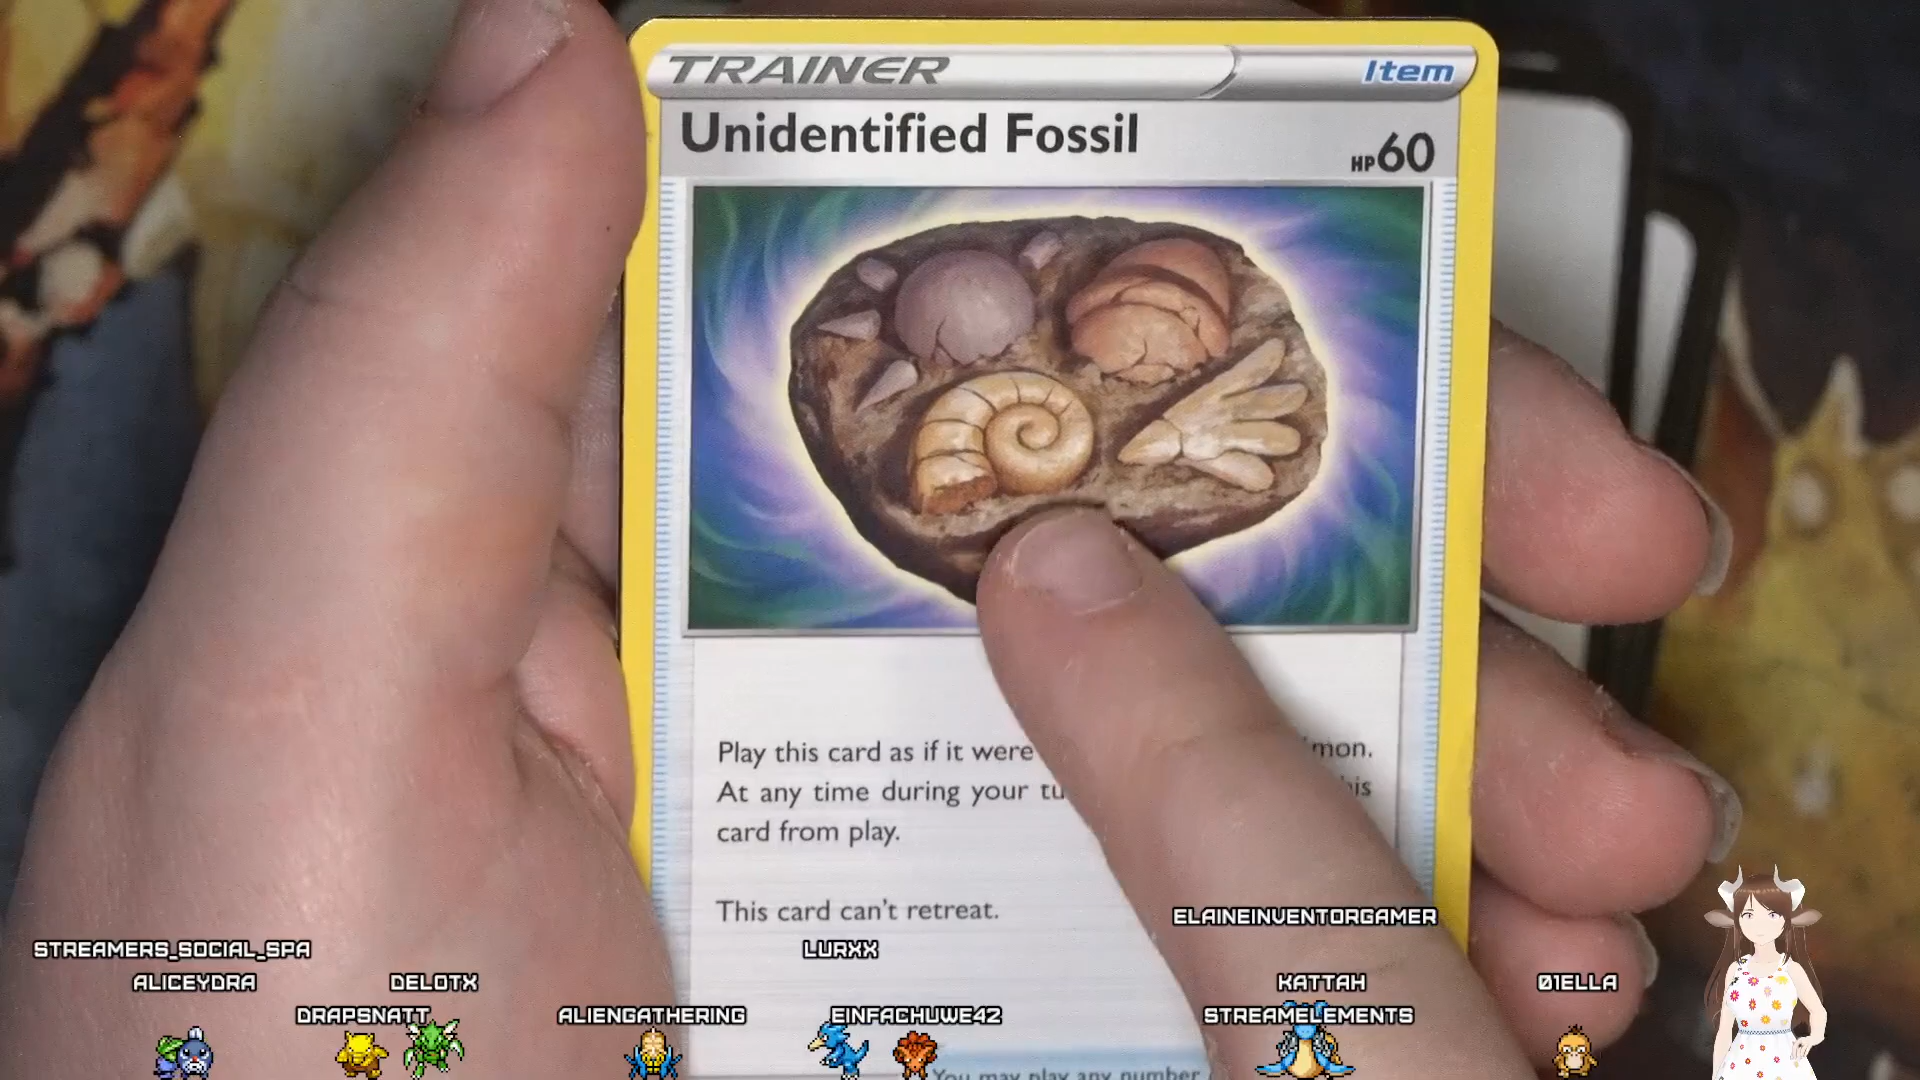 TRAINER
Item
Unidentified Fossil
HP60
Play this card as if it were mon.
At any time during your his
card from play.
This card can't retreat.
You may play any number
ELAINEINVENTORGAMER
STREAMERS_SOCIAL_SPA
LURXX
ALICEYDRA
DELOTX
KATTAH
01ELLA
DRAPSNATT
ALIENGATHERING
EINFACHUWE42
STREAMELEMENTS